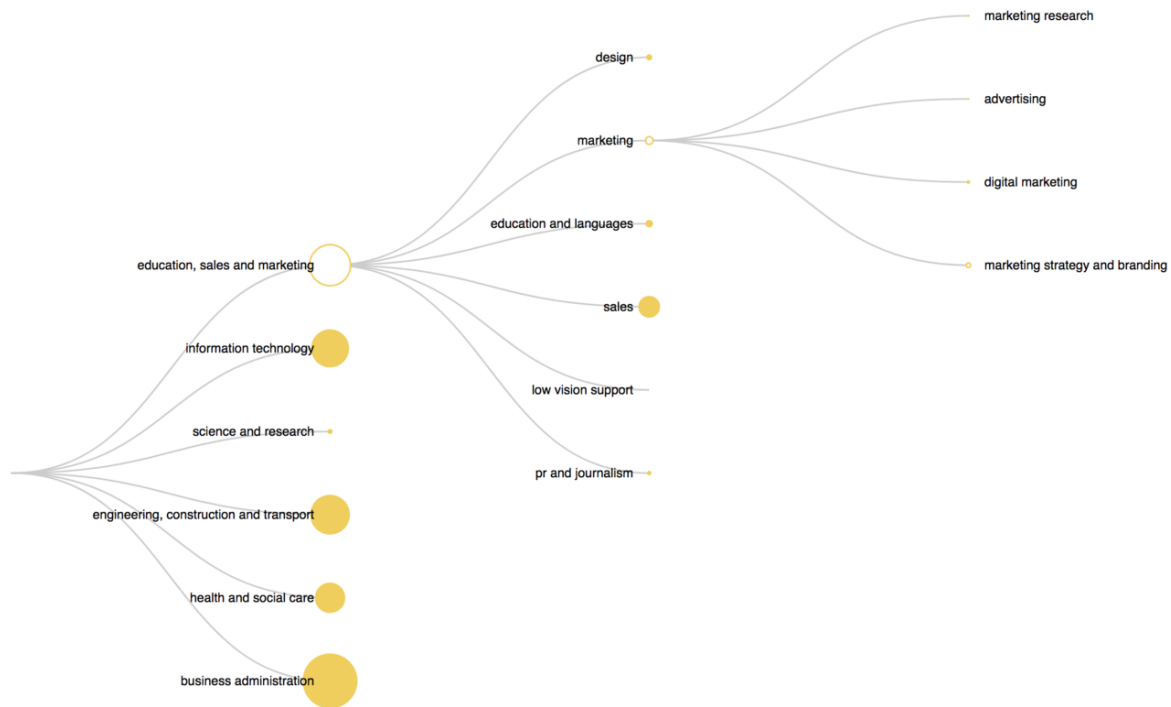 marketing research
design
advertising
marketing
digital marketing
education and languages
education, sales and marketing
marketing strategy and branding
sales
information technology
low vision support
science and research
pr and journalism
engineering, construction and transport
health and social care
business administration